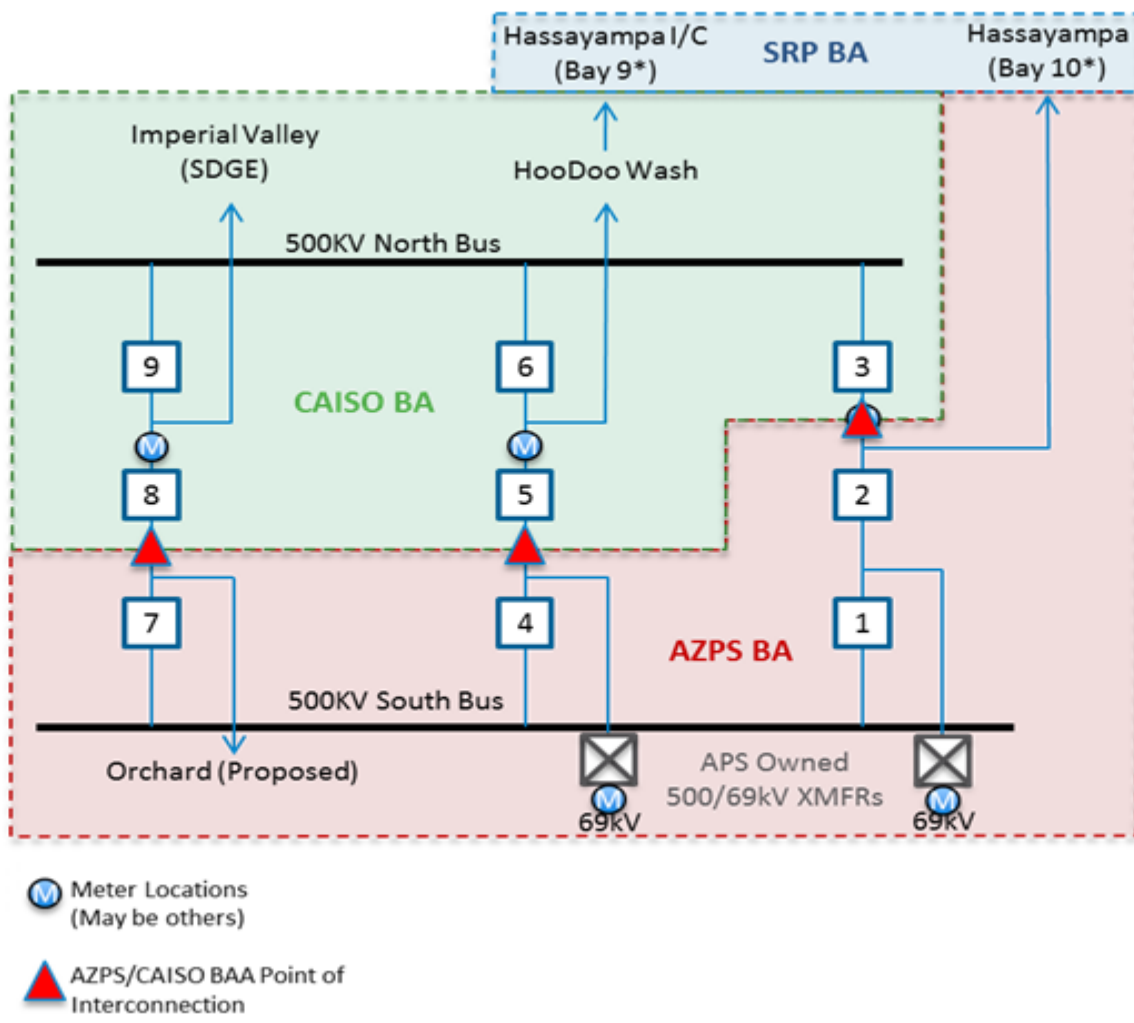 Hassayampa I/C
(Bay 9*)
SRP BA
Hassayampa
(Bay 10*)
Imperial Valley
(SDGE)
HooDoo Wash
500KV North Bus
9
6
3
CAISO BA
M
M
8
5
2
7
4
1
AZPS BA
500KV South Bus
Orchard (Proposed)
APS Owned
500/69kV XMFRs
M
M
69kV
69kV
M
Meter Locations
(May be others)
AZPS/CAISO BAA Point of
Interconnection